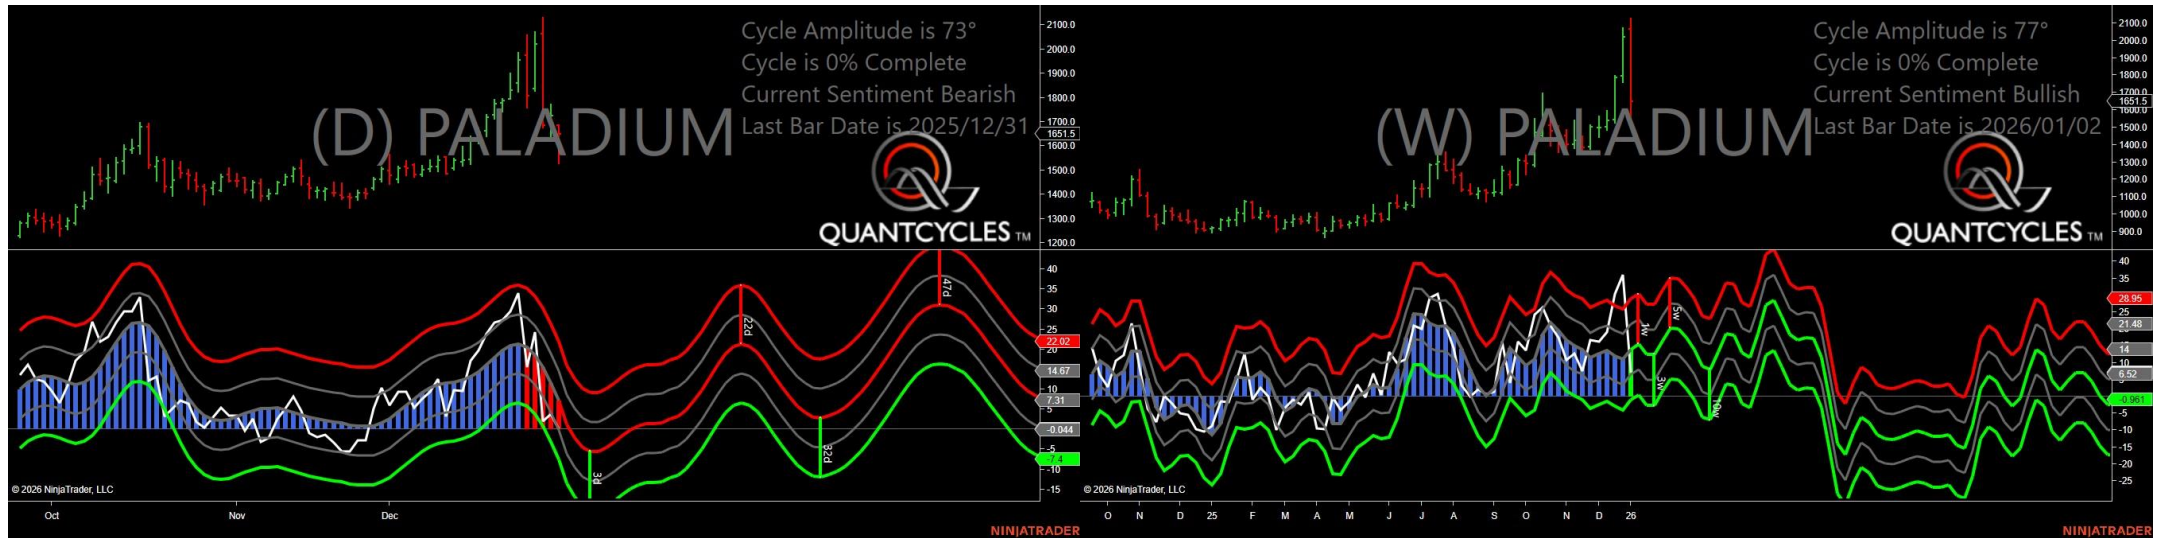 Cycle Amplitude is 73°
Cycle is 0% Complete
Current Sentiment Bearish
Last Bar Date is 2025/12/31
(D) PALADIUM
QUANTCYCLES TM
2100.0
2000.0
1900.0
1800.0
1700.0
1651.5
1600.0
1500.0
1400.0
1300.0
1200.0
40
35
30
25
22.02
20
14.67
10
7.31
5
-0.044
-5
-7.4
-10
-15
3d
22d
32d
47d
© 2026 NinjaTrader, LLC
Oct Nov Dec
NINJATRADER
Cycle Amplitude is 77°
Cycle is 0% Complete
Current Sentiment Bullish
Last Bar Date is 2026/01/02
(W) PALADIUM
QUANTCYCLES TM
2100.0
2000.0
1900.0
1800.0
1700.0
1651.5
1600.0
1500.0
1400.0
1300.0
1200.0
1100.0
1000.0
900.0
40
35
28.95
25
21.48
14
10
6.52
-0.961
-5
-10
-15
-20
-25
1w
5w
3w
10w
© 2026 NinjaTrader, LLC
O N D 25 F M A M J J A S O N D 26
NINJATRADER